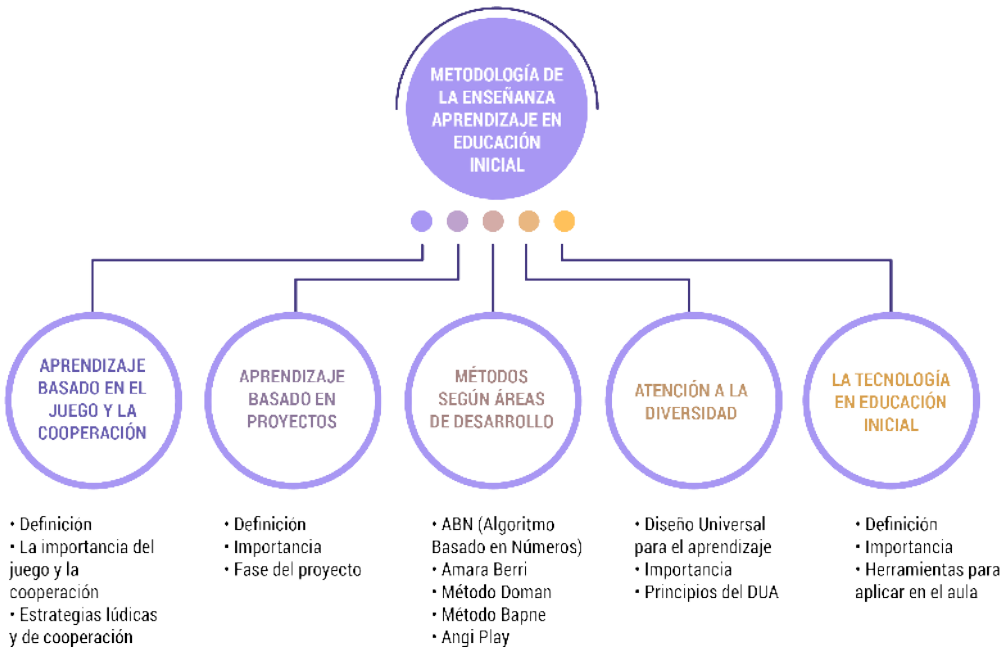 METODOLOGÍA DE
LA ENSEÑANZA
APRENDIZAJE EN
EDUCACIÓN
INICIAL
APRENDIZAJE
BASADO EN EL
JUEGO Y LA
COOPERACIÓN
• Definición
• La importancia del
juego y la
cooperación
• Estrategias lúdicas
y de cooperación
APRENDIZAJE
BASADO EN
PROYECTOS
• Definición
• Importancia
• Fase del proyecto
MÉTODOS
SEGÚN ÁREAS
DE DESARROLLO
• ABN (Algoritmo
Basado en Números)
• Amara Berri
• Método Doman
• Método Bapne
• Angi Play
ATENCIÓN A LA
DIVERSIDAD
• Diseño Universal
para el aprendizaje
• Importancia
• Principios del DUA
LA TECNOLOGÍA
EN EDUCACIÓN
INICIAL
• Definición
• Importancia
• Herramientas para
aplicar en el aula